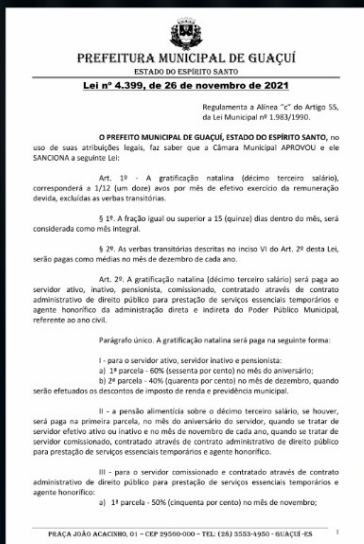 PREFEITURA MUNICIPAL DE GUAÇUÍ
ESTADO DO ESPÍRITO SANTO
Lei nº 4.399, de 26 de novembro de 2021
Regulamenta a Alínea "c" do Artigo 55,
da Lei Municipal nº 1.983/1990.
O PREFEITO MUNICIPAL DE GUAÇUÍ, ESTADO DO ESPÍRITO SANTO, no
uso de suas atribuições legais, faz saber que a Câmara Municipal APROVOU e ele
SANCIONA a seguinte Lei:
Art. 1º - A gratificação natalina (décimo terceiro salário),
corresponderá a 1/12 (um doze) avos por mês de efetivo exercício da remuneração
devida, excluídas as verbas transitórias.
§ 1º. A fração igual ou superior a 15 (quinze) dias dentro do mês, será
considerada como mês integral.
§ 2º. As verbas transitórias descritas no inciso VI do Art. 2º desta Lei,
serão pagas como médias no mês de dezembro de cada ano.
Art. 2º. A gratificação natalina (décimo terceiro salário) será pago ao
servidor ativo, inativo, pensionista, comissionado, contratado através de contrato
administrativo de direito público para prestação de serviços essenciais temporários e
agente honorífico da administração direta e indireta do Poder Público Municipal,
referente ao ano civil.
Parágrafo único. A gratificação natalina será paga na seguinte forma:
I - para o servidor ativo, servidor inativo e pensionista:
a) 1ª parcela - 60% (sessenta por cento) no mês do aniversário;
b) 2ª parcela - 40% (quarenta por cento) no mês de dezembro, quando
serão efetuados os descontos de imposto de renda e previdência municipal.
II - a pensão alimentícia sobre o décimo terceiro salário, se houver,
será paga na primeira parcela, no mês do aniversário do servidor, quando se tratar de
servidor efetivo ativo ou inativo e no mês de novembro de cada ano, quando se tratar de
servidor comissionado, contratado através de contrato administrativo de direito público
para prestação de serviços essenciais temporários e agente honorífico.
III - para o servidor comissionado e contratado através de contrato
administrativo de direito público para prestação de serviços essenciais temporários e
agente honorífico:
a) 1ª parcela - 50% (cinquenta por cento) no mês de novembro;
PRAÇA JOÃO ACACINHO, 01 – CEP 29560-000 – TEL: (28) 3553-4950 - GUAÇUÍ-ES 1